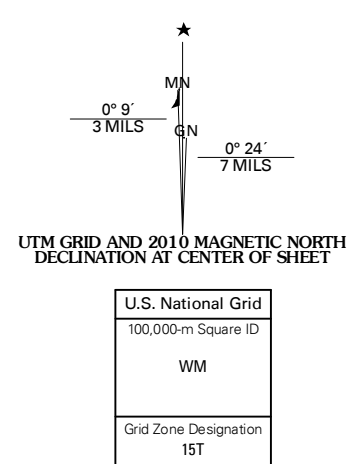 ★
MN
0° 9´
3 MILS
GN
0° 24´
7 MILS
UTM GRID AND 2010 MAGNETIC NORTH
DECLINATION AT CENTER OF SHEET
U.S. National Grid
100,000-m Square ID
WM
Grid Zone Designation
15T